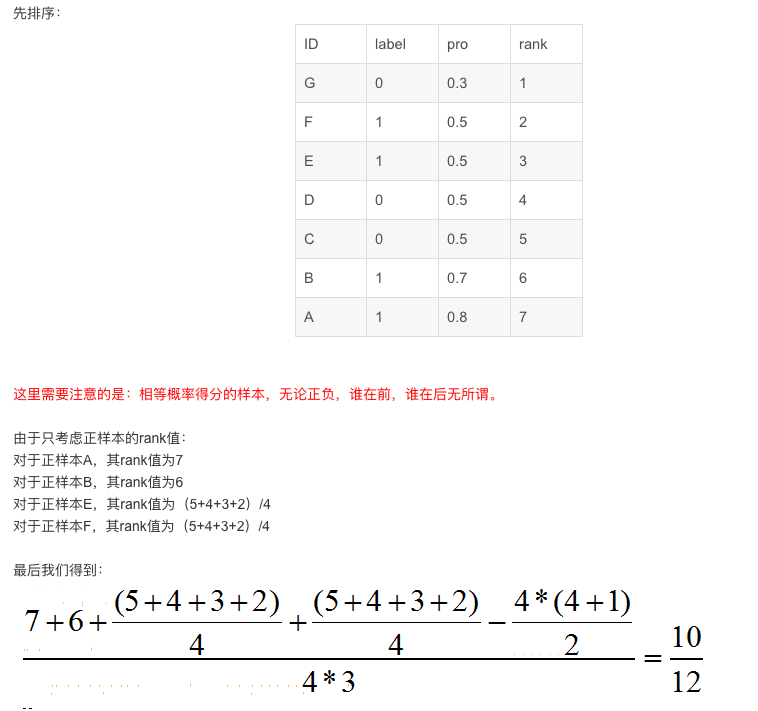 先排序：
ID label pro rank
G 0 0.3 1
F 1 0.5 2
E 1 0.5 3
D 0 0.5 4
C 0 0.5 5
B 1 0.7 6
A 1 0.8 7
这里需要注意的是：相等概率得分的样本，无论正负，谁在前，谁在后无所谓。
由于只考虑正样本的rank值：
对于正样本A，其rank值为7
对于正样本B，其rank值为6
对于正样本E，其rank值为（5+4+3+2）/4
对于正样本F，其rank值为（5+4+3+2）/4
最后我们得到：
(5+4+3+2) (5+4+3+2) 4*(4+1)
7+6+ + −
4 4 2
= 10
4*3 12